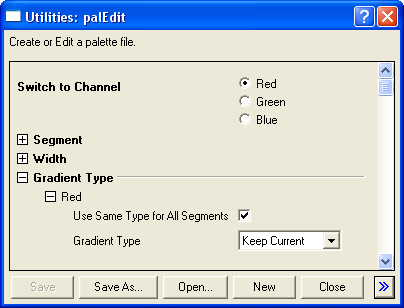 Utilities: palEdit
Create or Edit a palette file.
Switch to Channel
Red
Green
Blue
Segment
Width
Gradient Type
Red
Use Same Type for All Segments
Gradient Type Keep Current
Save Save As... Open... New Close